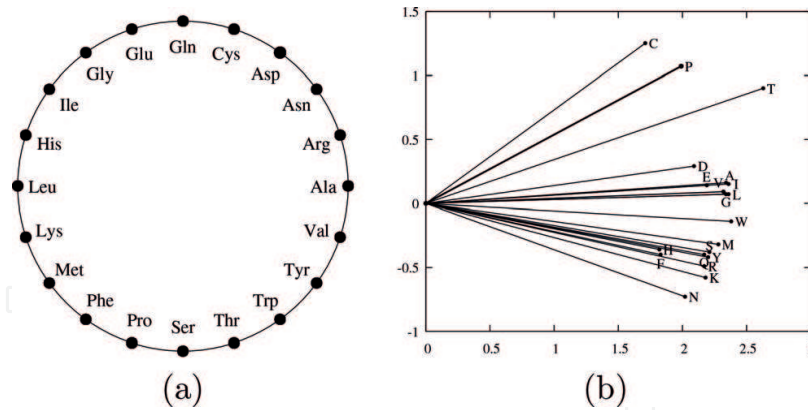 Gln
Glu Cys
Gly Asp
Ile Asn
His Arg
Leu Ala
Lys Val
Met Tyr
Phe Trp
Pro Thr
Ser
(a)
1.5
C
P
1
T
0.5
D
E V A I
G L
0
W
H S M
F Q Y
R
-0.5
K
N
-1
0 0.5 1 1.5 2 2.5
(b)